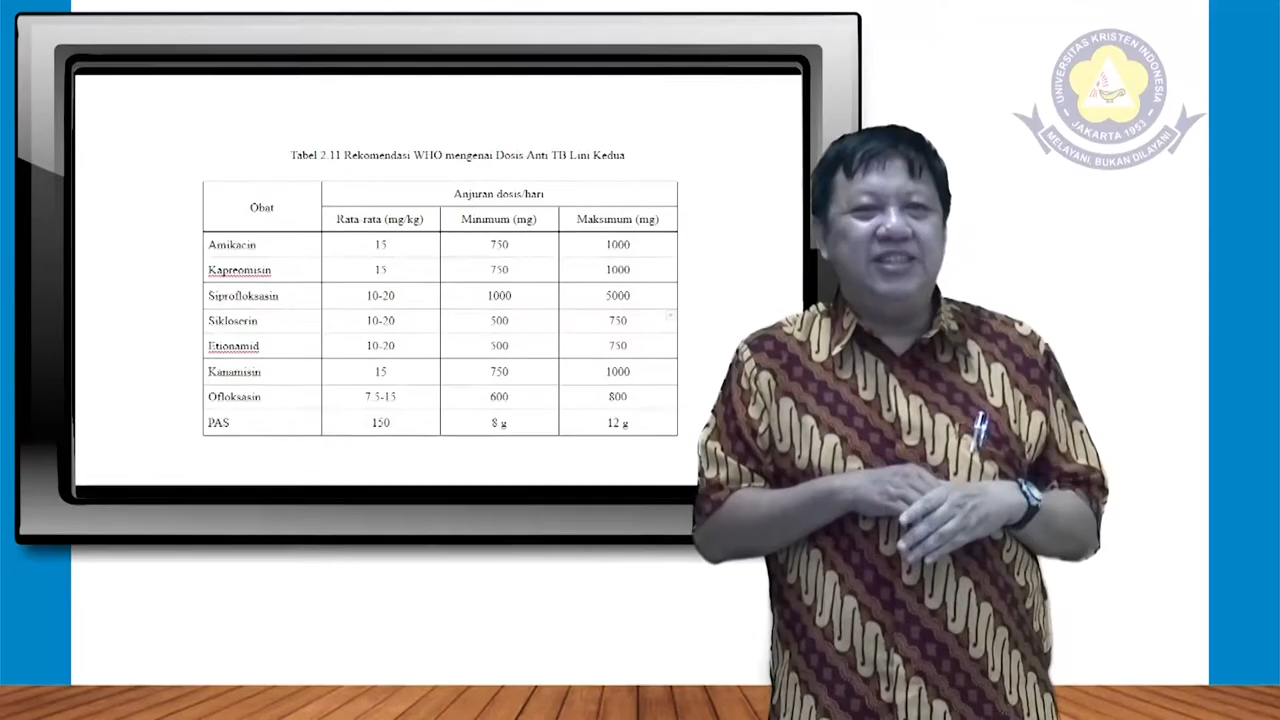 UNIVERSITAS KRISTEN INDONESIA
JAKARTA 1953
MELAYANI, BUKAN DILAYANI
Tabel 2.11 Rekomendasi WHO mengenai Dosis Anti TB Lini Kedua
Obat Anjuran dosis/hari
Rata-rata (mg/kg) Minimum (mg) Maksimum (mg)
Amikacin 15 750 1000
Kapreomisin 15 750 1000
Siprofloksasin 10-20 1000 5000
Sikloserin 10-20 500 750
Etionamid 10-20 500 750
Kanamisin 15 750 1000
Ofloksasin 7.5-15 600 800
PAS 150 8 g 12 g